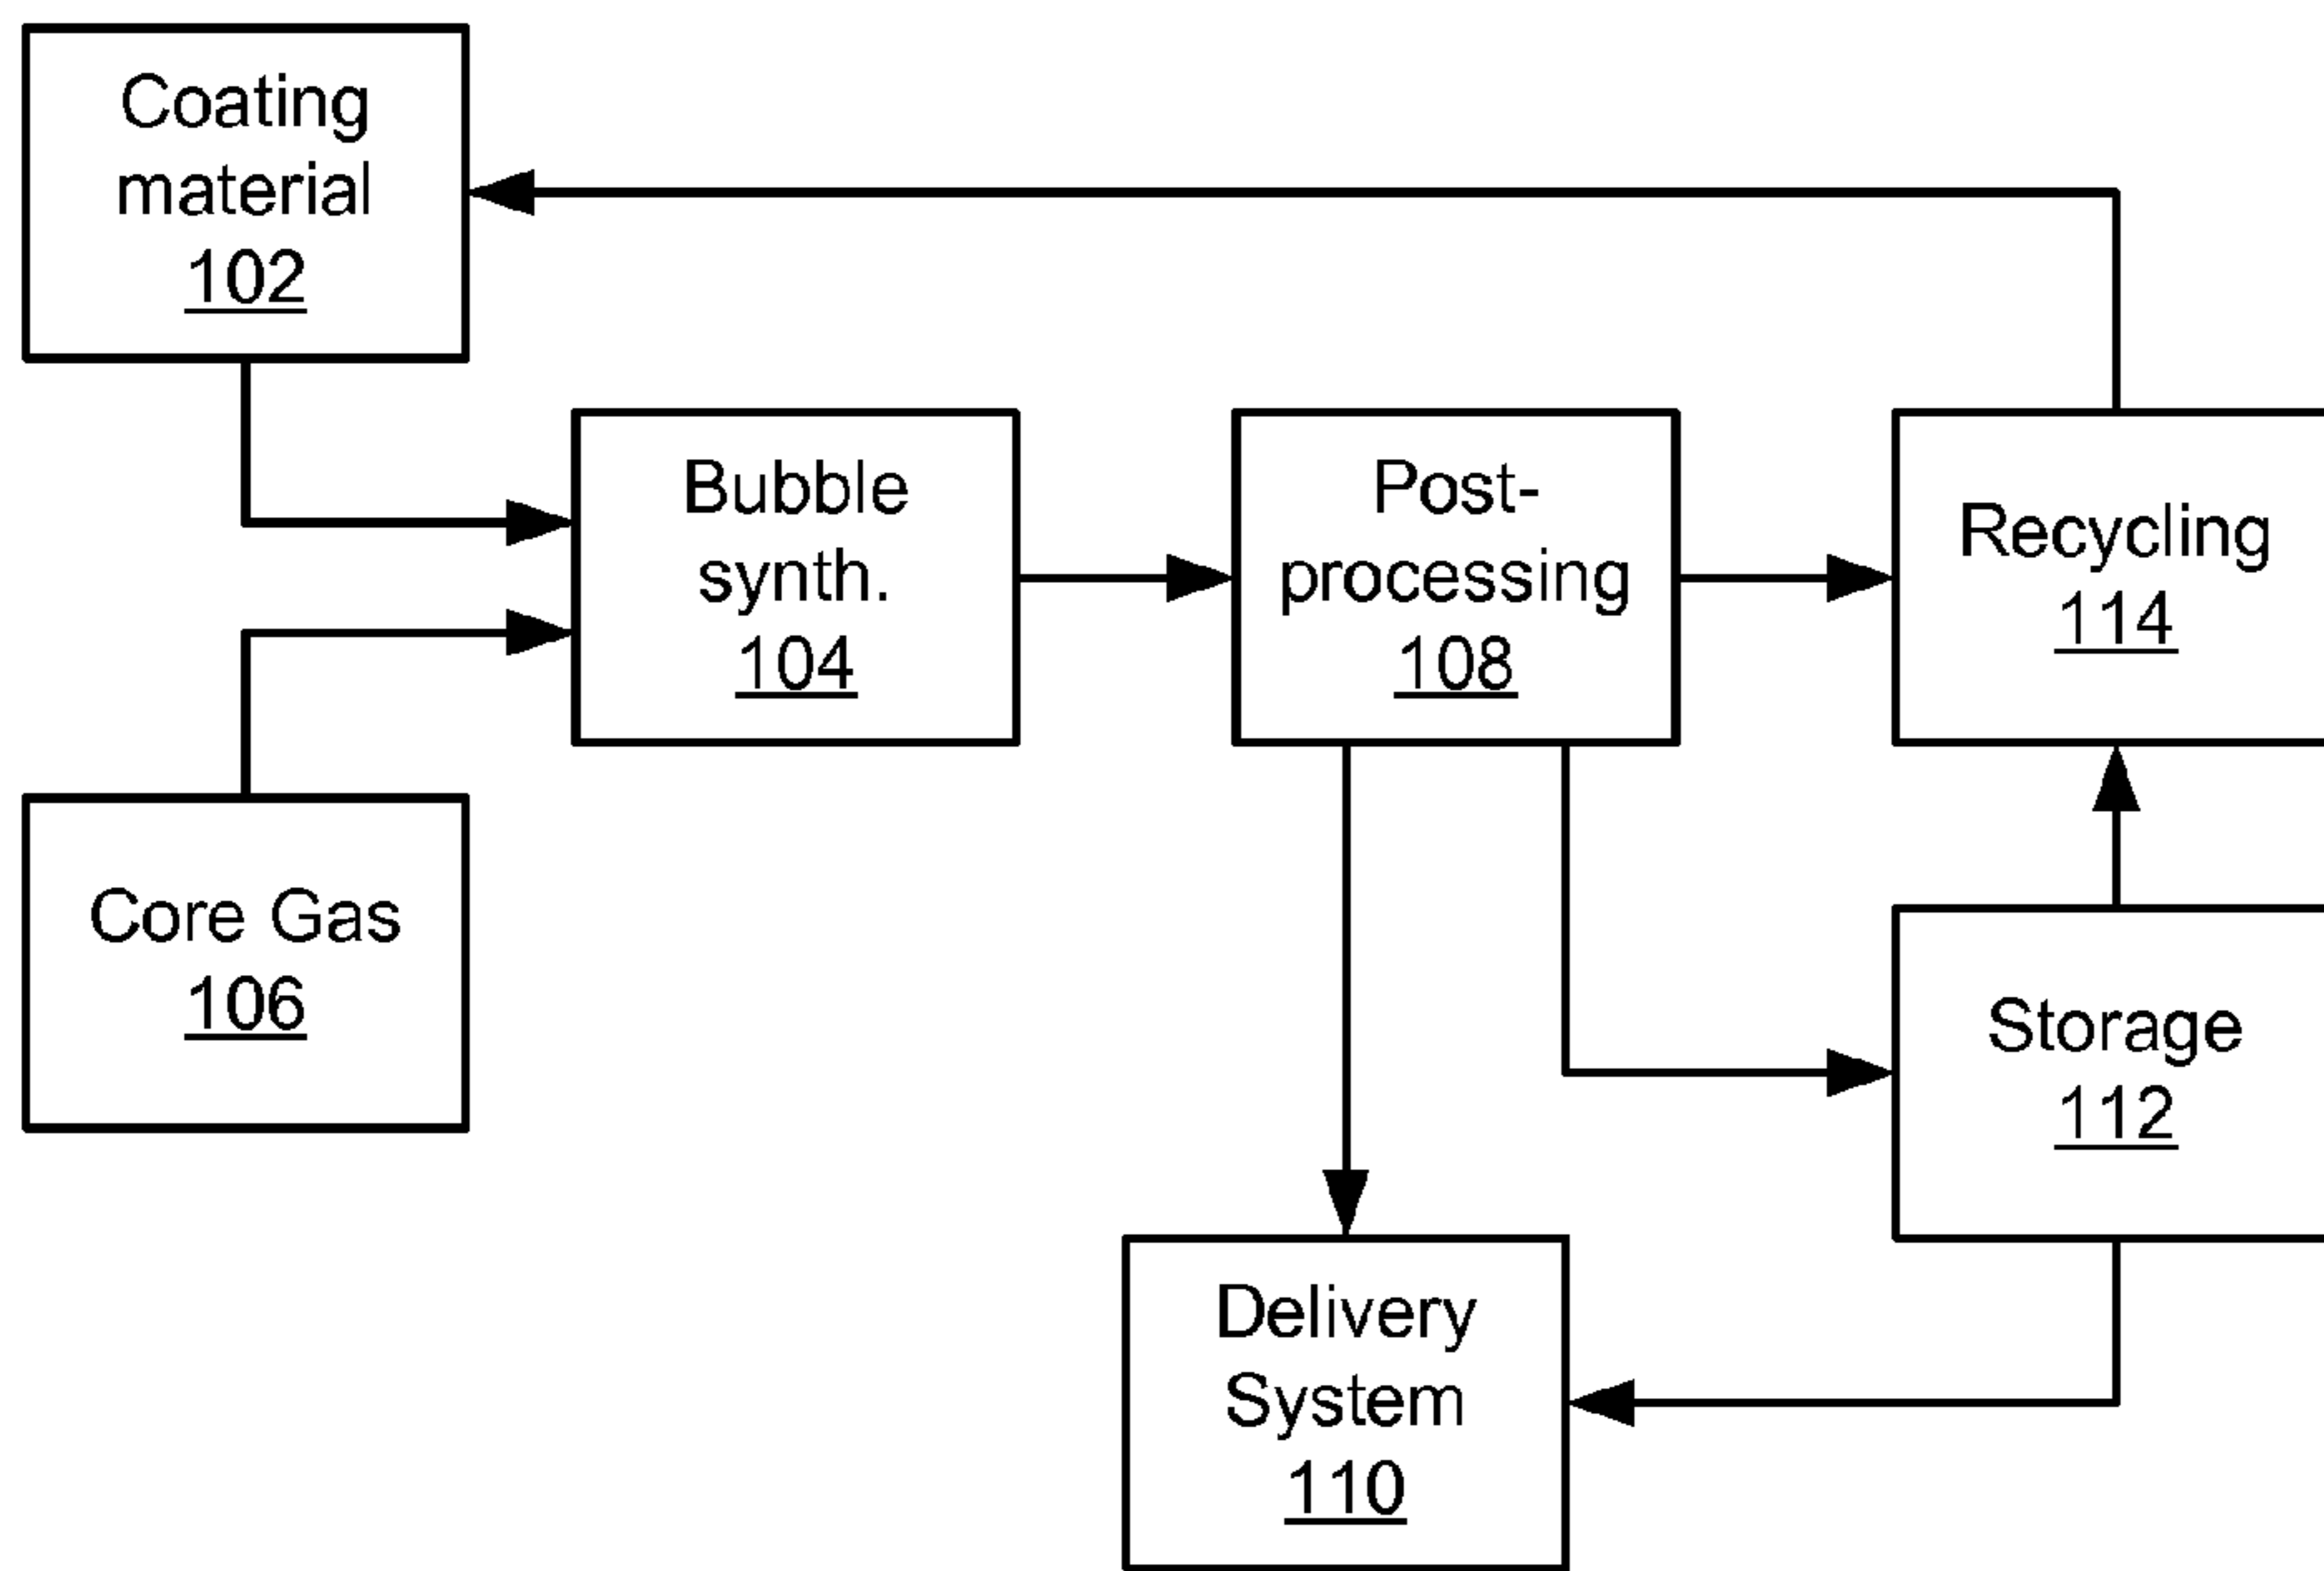 Coating
material
102
Bubble
synth.
104
Post-
processing
108
Recycling
114
Core Gas
106
Storage
112
Delivery
System
110